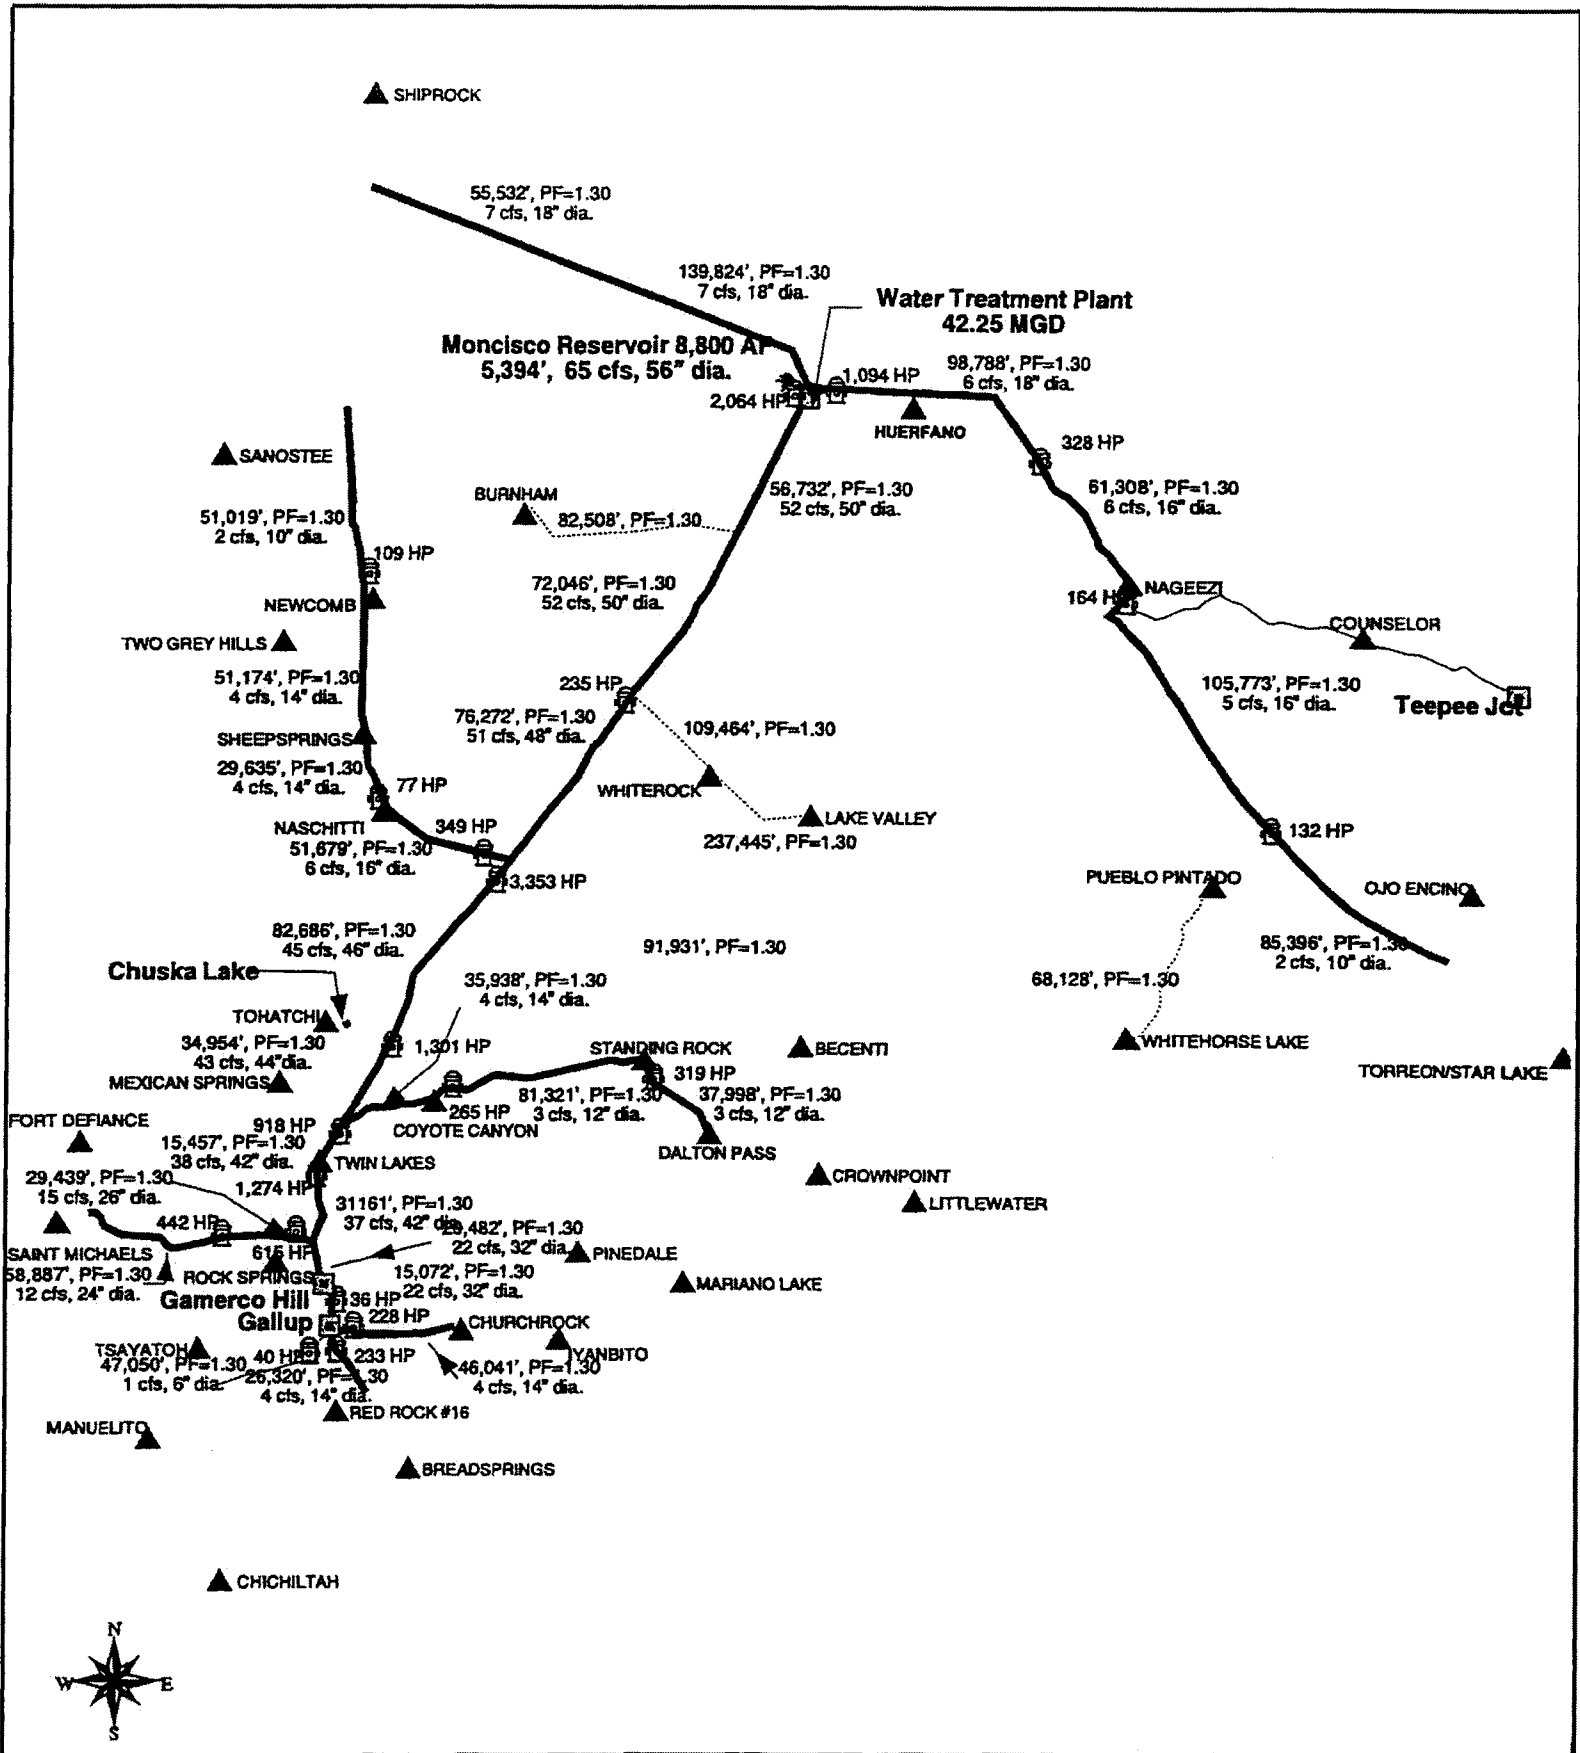 SHIPROCK
55,532', PF=1.30
7 cfs, 18" dia.
139,824', PF=1.30
7 cfs, 18" dia.
Water Treatment Plant
42.25 MGD
Moncisco Reservoir 8,800 AF
5,394', 65 cfs, 56" dia.
1,094 HP
98,788', PF=1.30
6 cfs, 18" dia.
2,064 HP
HUERFANO
328 HP
SANOSTEE
BURNHAM
56,732', PF=1.30
52 cfs, 50" dia.
61,308', PF=1.30
6 cfs, 16" dia.
51,019', PF=1.30
2 cfs, 10" dia.
82,508', PF=1.30
109 HP
72,046', PF=1.30
52 cfs, 50" dia.
NEWCOMB
164 HP
NAGEEZI
COUNSELOR
TWO GREY HILLS
51,174', PF=1.30
4 cfs, 14" dia.
235 HP
105,773', PF=1.30
5 cfs, 16" dia.
Teepee Jct
76,272', PF=1.30
51 cfs, 48" dia.
109,464', PF=1.30
SHEEPSPRINGS
29,635', PF=1.30
4 cfs, 14" dia.
77 HP
WHITEROCK
LAKE VALLEY
NASCHITTI
349 HP
132 HP
51,679', PF=1.30
6 cfs, 16" dia.
237,445', PF=1.30
3,353 HP
PUEBLO PINTADO
OJO ENCINO
82,686', PF=1.30
45 cfs, 46" dia.
91,931', PF=1.30
85,396', PF=1.30
2 cfs, 10" dia.
Chuska Lake
35,938', PF=1.30
4 cfs, 14" dia.
68,128', PF=1.30
TOHATCHI
34,954', PF=1.30
43 cfs, 44" dia.
1,301 HP
STANDING ROCK
BECENTI
WHITEHORSE LAKE
MEXICAN SPRINGS
319 HP
TORREON/STAR LAKE
81,321', PF=1.30
3 cfs, 12" dia.
37,998', PF=1.30
3 cfs, 12" dia.
265 HP
FORT DEFIANCE
918 HP
COYOTE CANYON
15,457', PF=1.30
38 cfs, 42" dia.
TWIN LAKES
DALTON PASS
29,439', PF=1.30
15 cfs, 26" dia.
1,274 HP
CROWNPOINT
LITTLEWATER
31161', PF=1.30
37 cfs, 42" dia.
442 HP
,482', PF=1.30
22 cfs, 32" dia.
SAINT MICHAELS
615 HP
PINEDALE
58,887', PF=1.30
12 cfs, 24" dia.
ROCK SPRINGS
15,072', PF=1.30
22 cfs, 32" dia.
MARIANO LAKE
Gamerco Hill
36 HP
Gallup
228 HP
CHURCHROCK
TSAYATOH
40 HP
233 HP
IYANBITO
47,050', PF=1.30
1 cfs, 6" dia.
26,320', PF=1.30
4 cfs, 14" dia.
46,041', PF=1.30
4 cfs, 14" dia.
RED ROCK #16
MANUELITO
BREADSPRINGS
CHICHILTAH
N
W
E
S